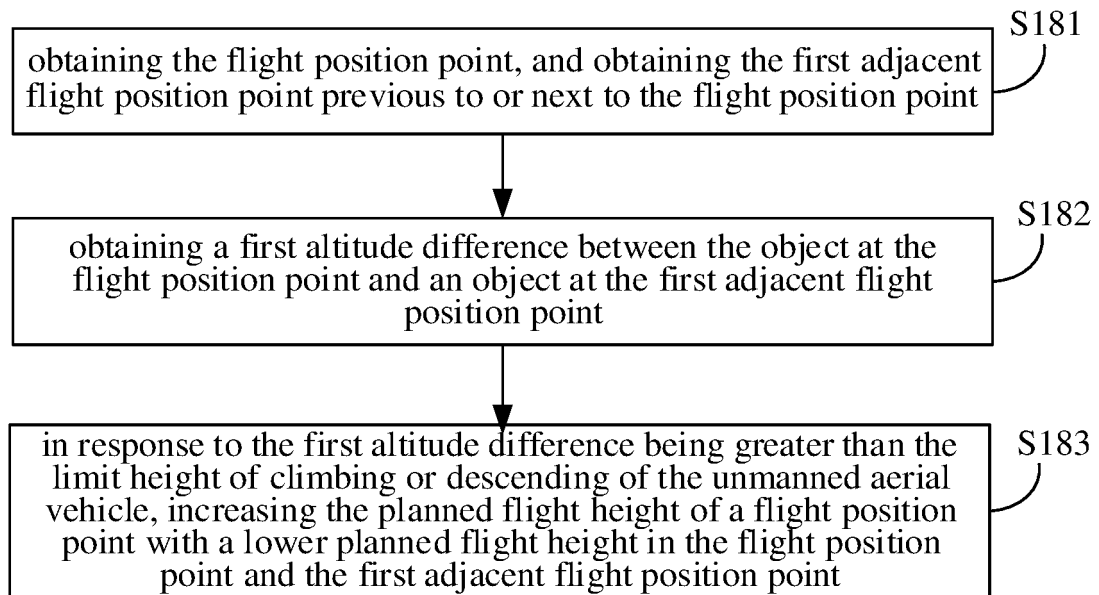 S181
obtaining the flight position point, and obtaining the first adjacent
flight position point previous to or next to the flight position point
S182
obtaining a first altitude difference between the object at the
flight position point and an object at the first adjacent flight
position point
S183
in response to the first altitude difference being greater than the
limit height of climbing or descending of the unmanned aerial
vehicle, increasing the planned flight height of a flight position
point with a lower planned flight height in the flight position
point and the first adjacent flight position point